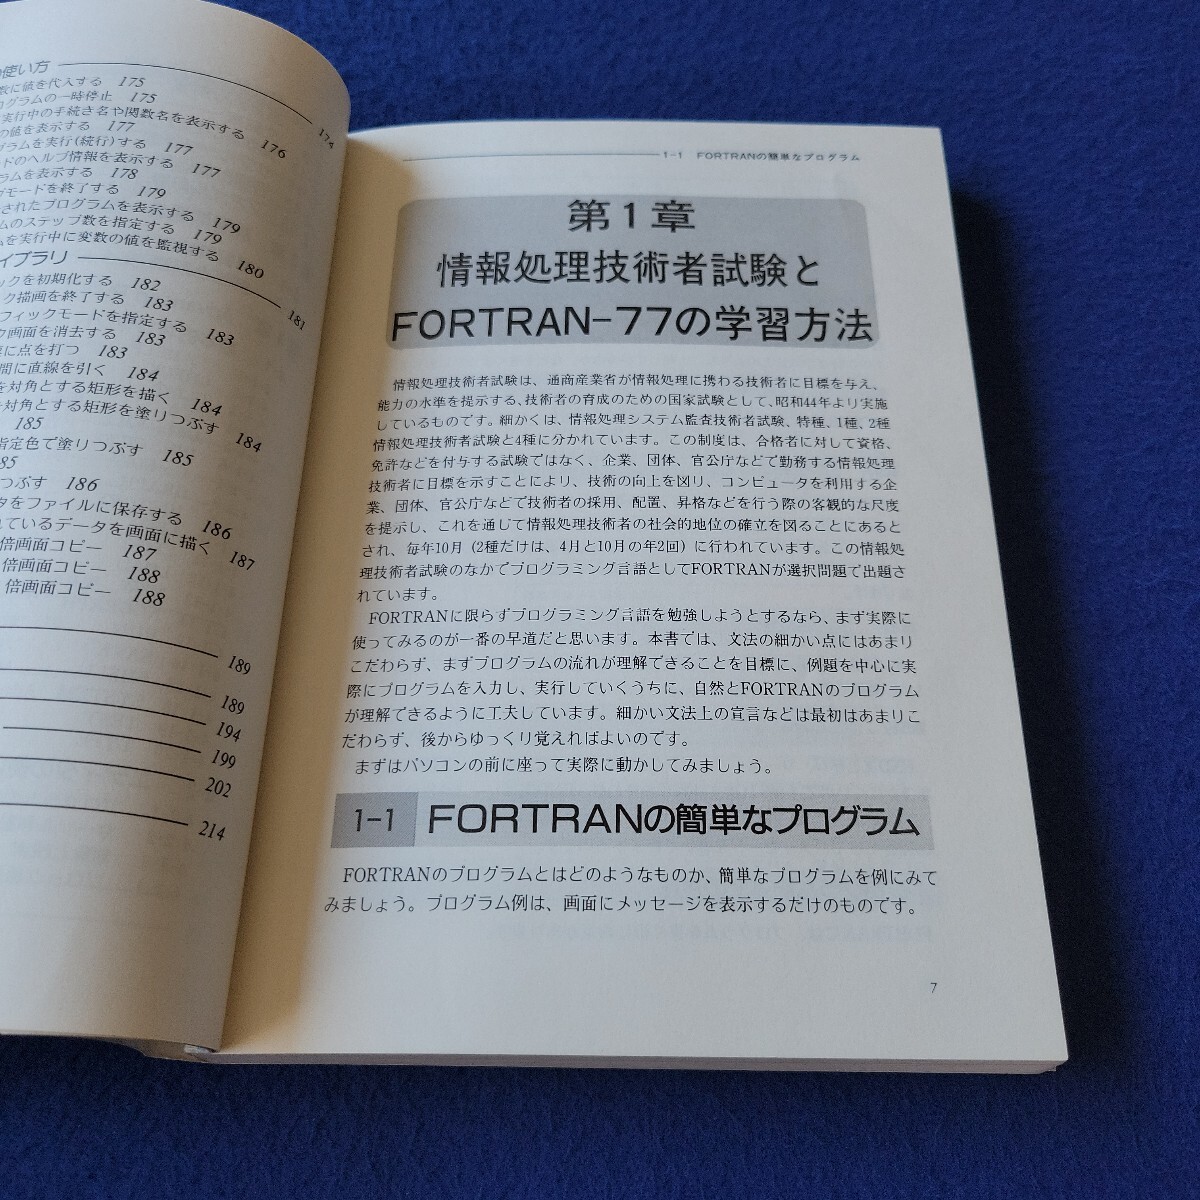 使い方 174
数に値を代入する 175
ログラムの一時停止 175
実行中の手続き名や関数名を表示する 176
の値を表示する 177
グラムを実行(続行)する 177
ドのヘルプ情報を表示する 177
ラムを表示する 178
モードを終了する 179
されたプログラムを表示する 179
ムのステップ数を指定する 179
ムを実行中に変数の値を監視する 180
イブラリ 181
ックを初期化する 182
ク描画を終了する 183
フィックモードを指定する 183
ク画面を消去する 183
に点を打つ 183
間に直線を引く 184
を対角とする矩形を描く 184
対角とする矩形を塗りつぶす 184
185
指定色で塗りつぶす 185
85
つぶす 186
タをファイルに保存する 186
れているデータを画面に描く 187
倍画面コピー 187
倍画面コピー 188
倍画面コピー 188
189
189
194
199
202
214
1-1 FORTRANの簡単なプログラム
第1章
情報処理技術者試験と
FORTRAN-77の学習方法
情報処理技術者試験は、通商産業省が情報処理に携わる技術者に目標を与え、
能力の水準を提示する、技術者の育成のための国家試験として、昭和44年より実施
しているものです。細かくは、情報処理システム監査技術者試験、特種、1種、2種
情報処理技術者試験と4種に分かれています。この制度は、合格者に対して資格、
免許などを付与する試験ではなく、企業、団体、官公庁などで勤務する情報処理
技術者に目標を示すことにより、技術の向上を図り、コンピュータを利用する企
業、団体、官公庁などで技術者の採用、配置、昇格などを行う際の客観的な尺度
を提示し、これを通じて情報処理技術者の社会的地位の確立を図ることにあると
され、毎年10月（2種だけは、4月と10月の年2回）に行われています。この情報処
理技術者試験のなかでプログラミング言語としてFORTRANが選択問題で出題さ
れています。
FORTRANに限らずプログラミング言語を勉強しようとするなら、まず実際に
使ってみるのが一番の早道だと思います。本書では、文法の細かい点にはあまり
こだわらず、まずプログラムの流れが理解できることを目標に、例題を中心に実
際にプログラムを入力し、実行していくうちに、自然とFORTRANのプログラム
が理解できるように工夫しています。細かい文法上の宣言などは最初はあまりこ
だわらず、後からゆっくり覚えればよいのです。
まずはパソコンの前に座って実際に動かしてみましょう。
1-1 FORTRANの簡単なプログラム
FORTRANのプログラムとはどのようなものか、簡単なプログラムを例にみて
みましょう。プログラム例は、画面にメッセージを表示するだけのものです。
7